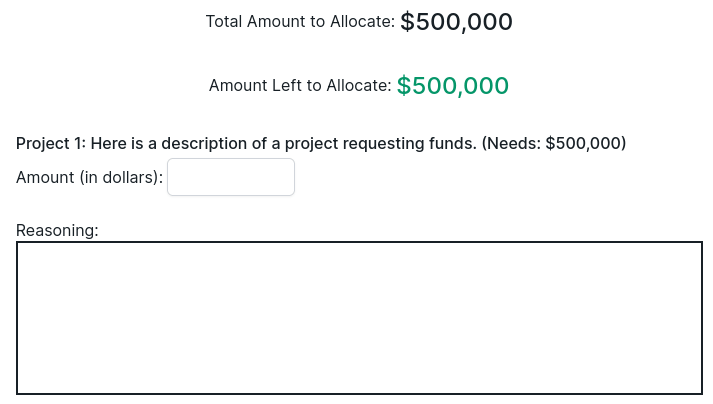 Total Amount to Allocate: $500,000
Amount Left to Allocate: $500,000
Project 1: Here is a description of a project requesting funds. (Needs: $500,000)
Amount (in dollars):
Reasoning: